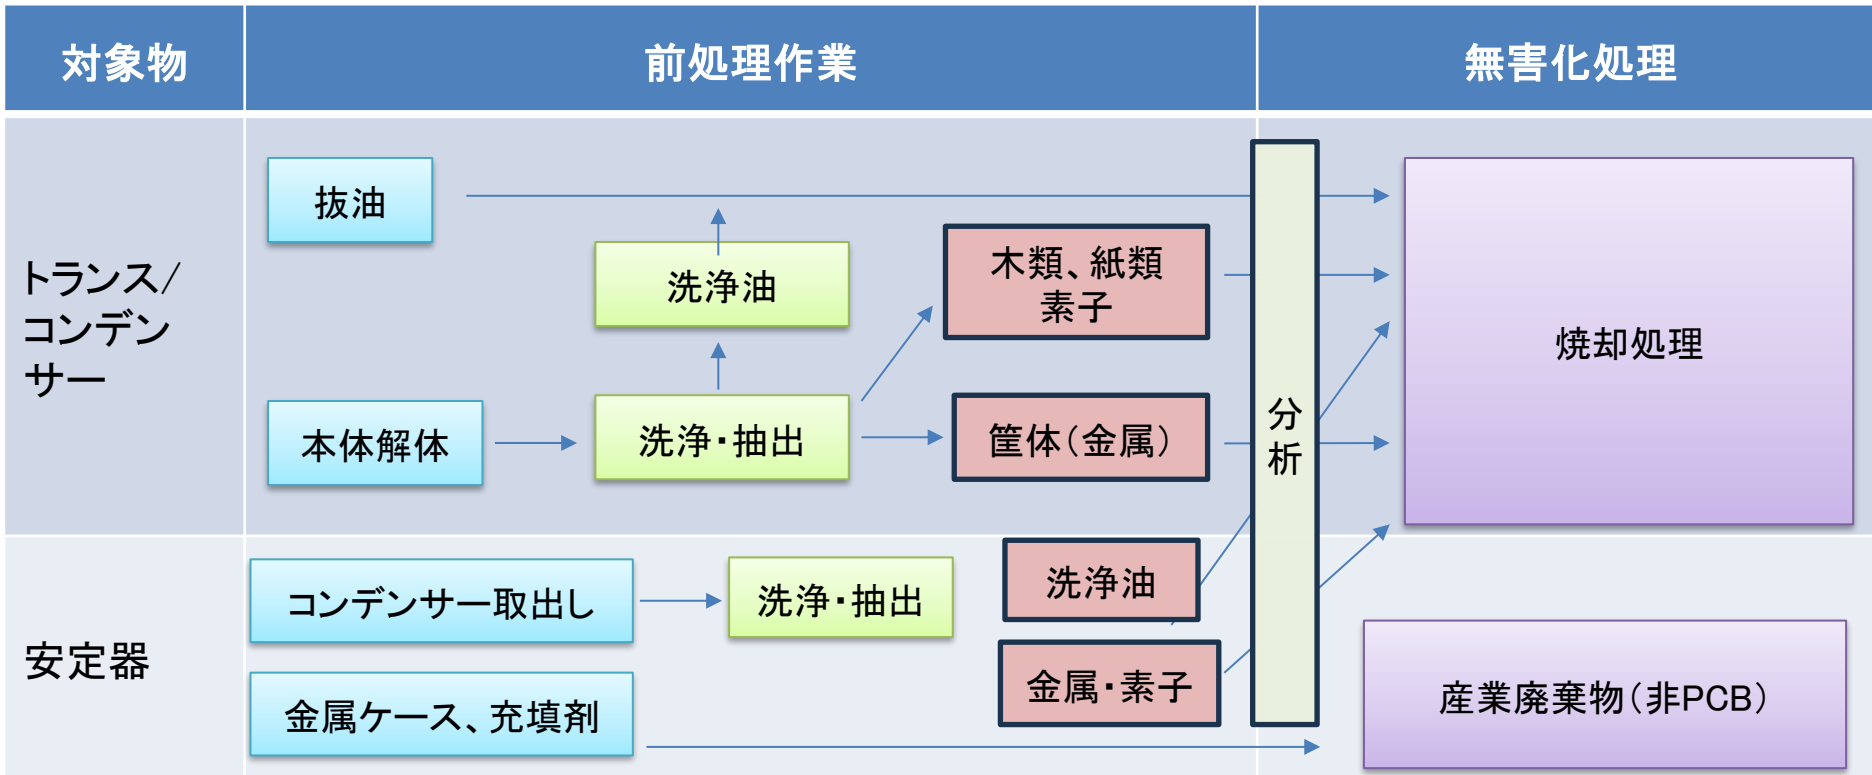 対象物
前処理作業
無害化処理
トランス/
コンデン
サー
抜油
洗浄油
木類、紙類
素子
本体解体
洗浄・抽出
筐体（金属）
分
析
焼却処理
安定器
コンデンサー取出し
洗浄・抽出
洗浄油
金属・素子
金属ケース、充填剤
産業廃棄物（非PCB）